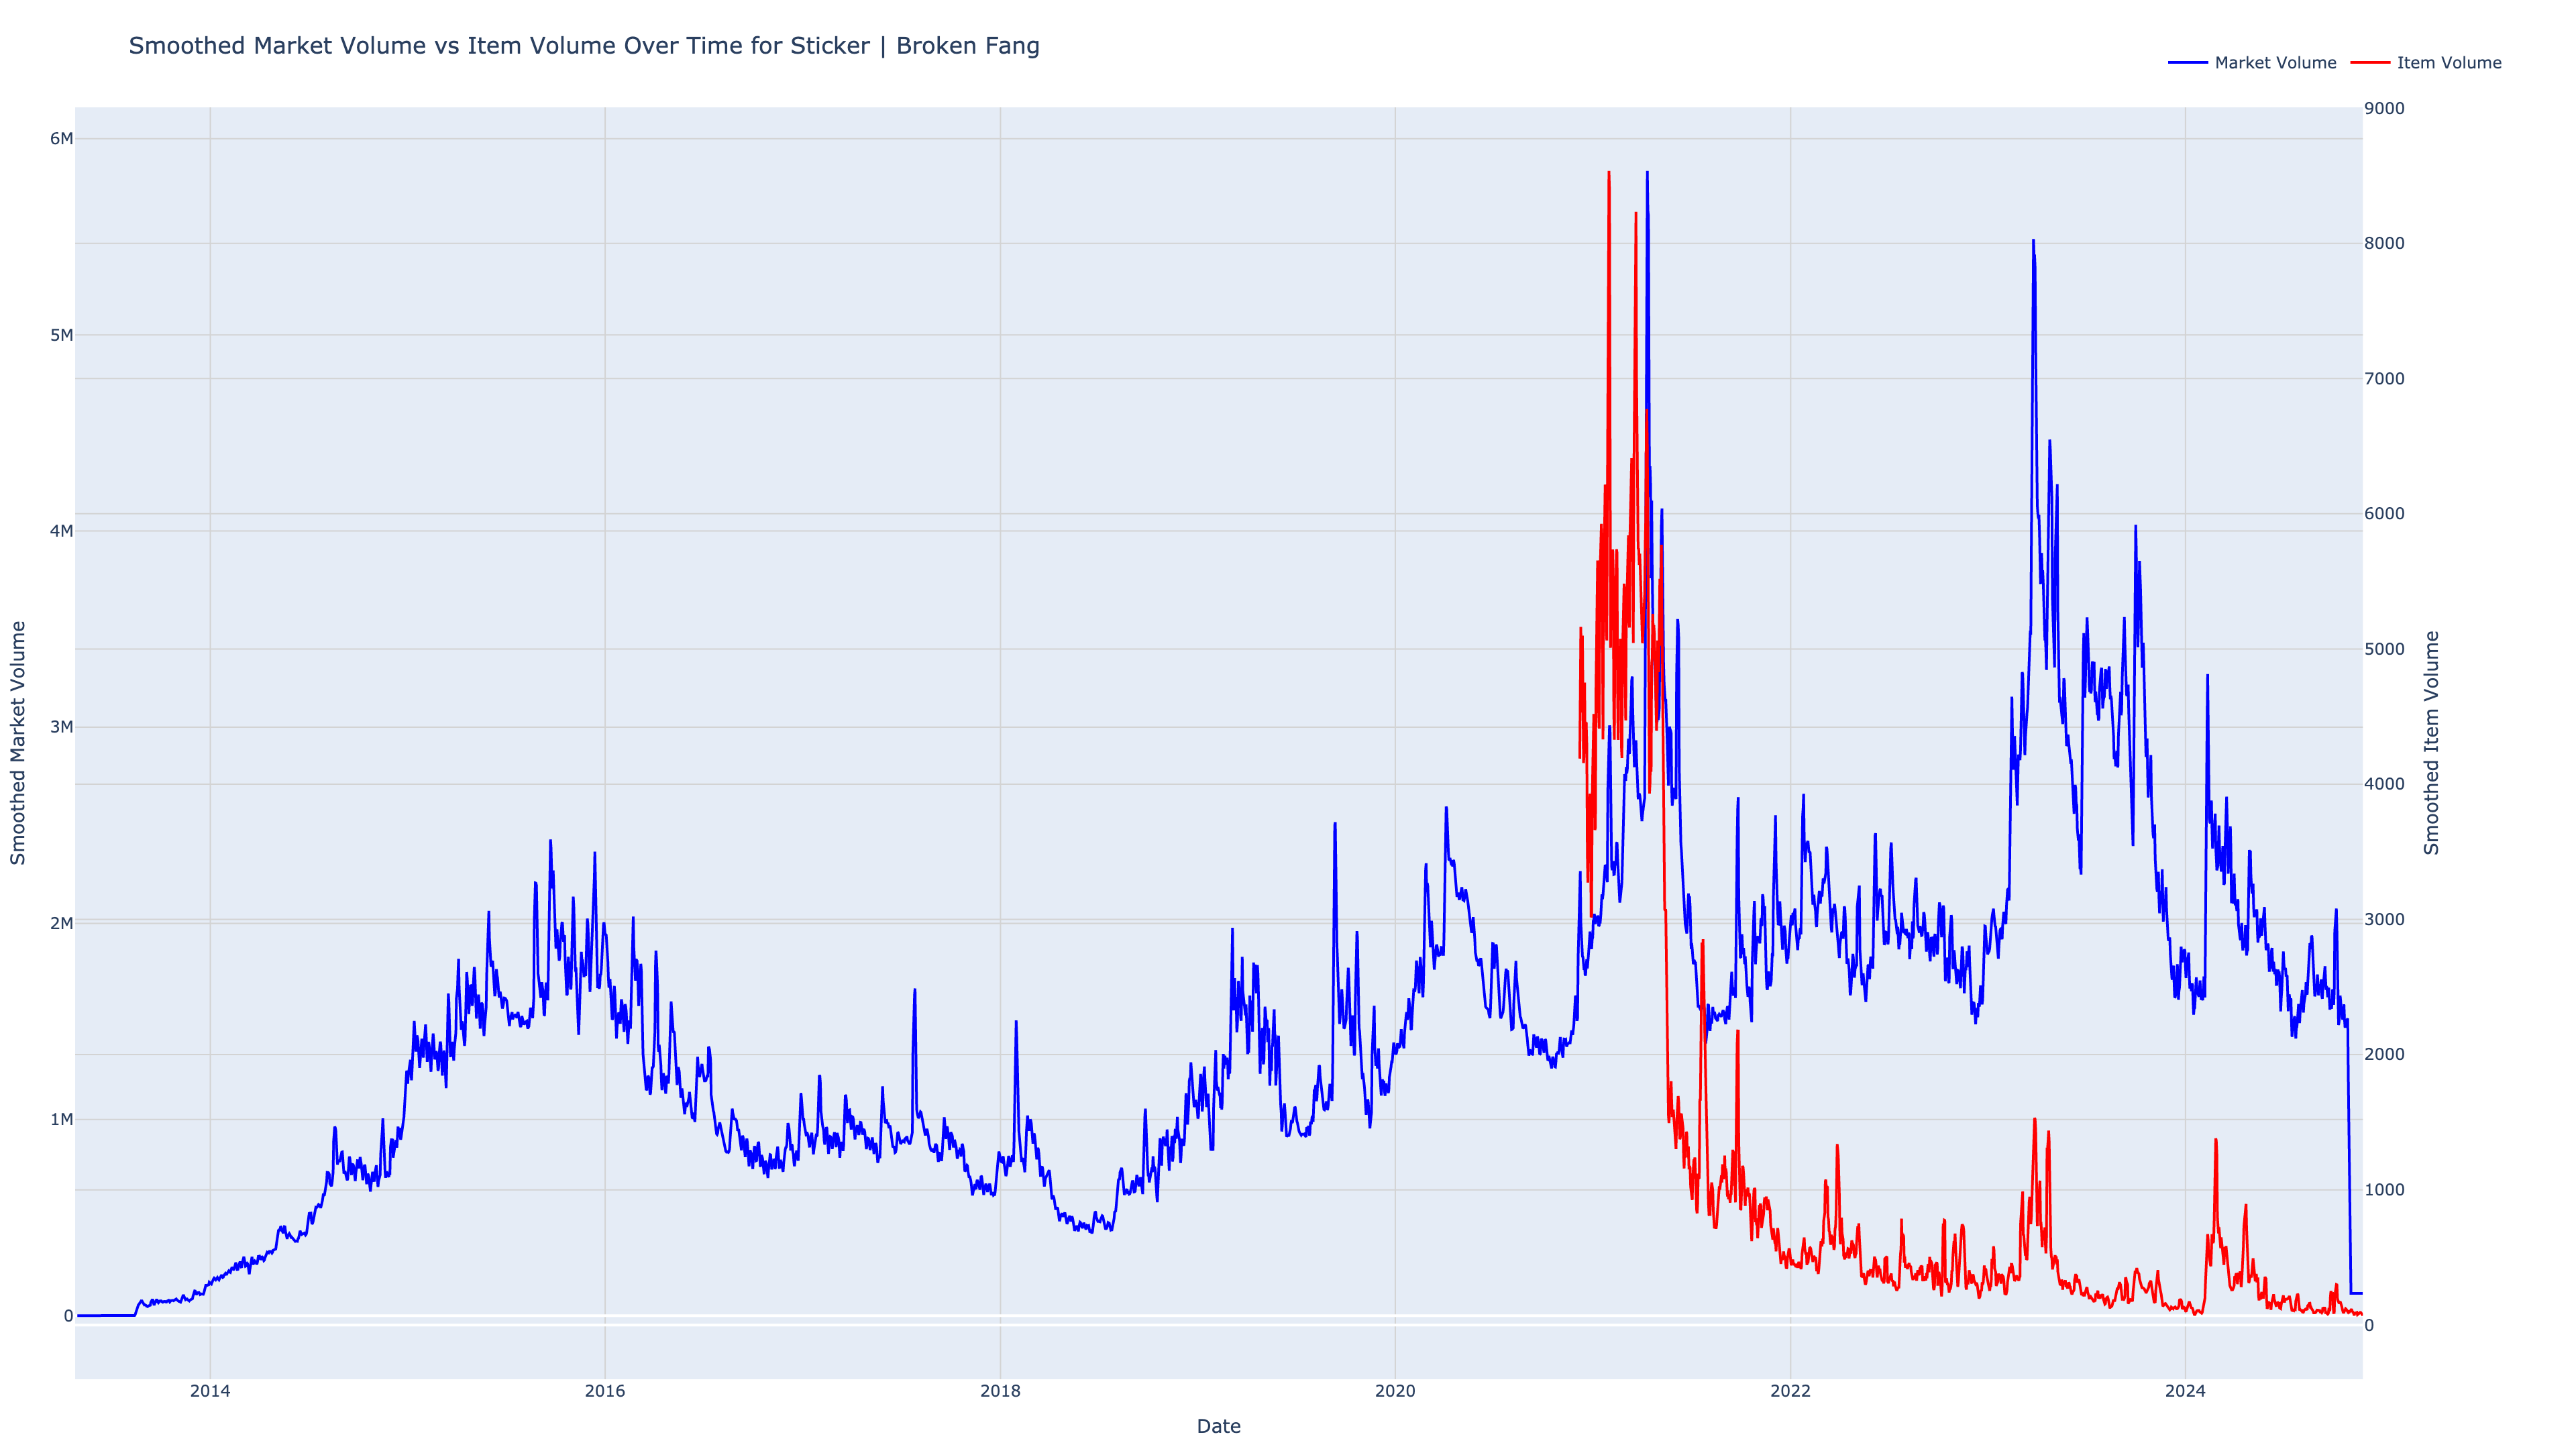 Smoothed Market Volume vs Item Volume Over Time for Sticker | Broken Fang
Market Volume
Item Volume
6M
5M
4M
3M
2M
1M
0
Smoothed Market Volume
9000
8000
7000
6000
5000
4000
3000
2000
1000
0
Smoothed Item Volume
2014
2016
2018
2020
2022
2024
Date